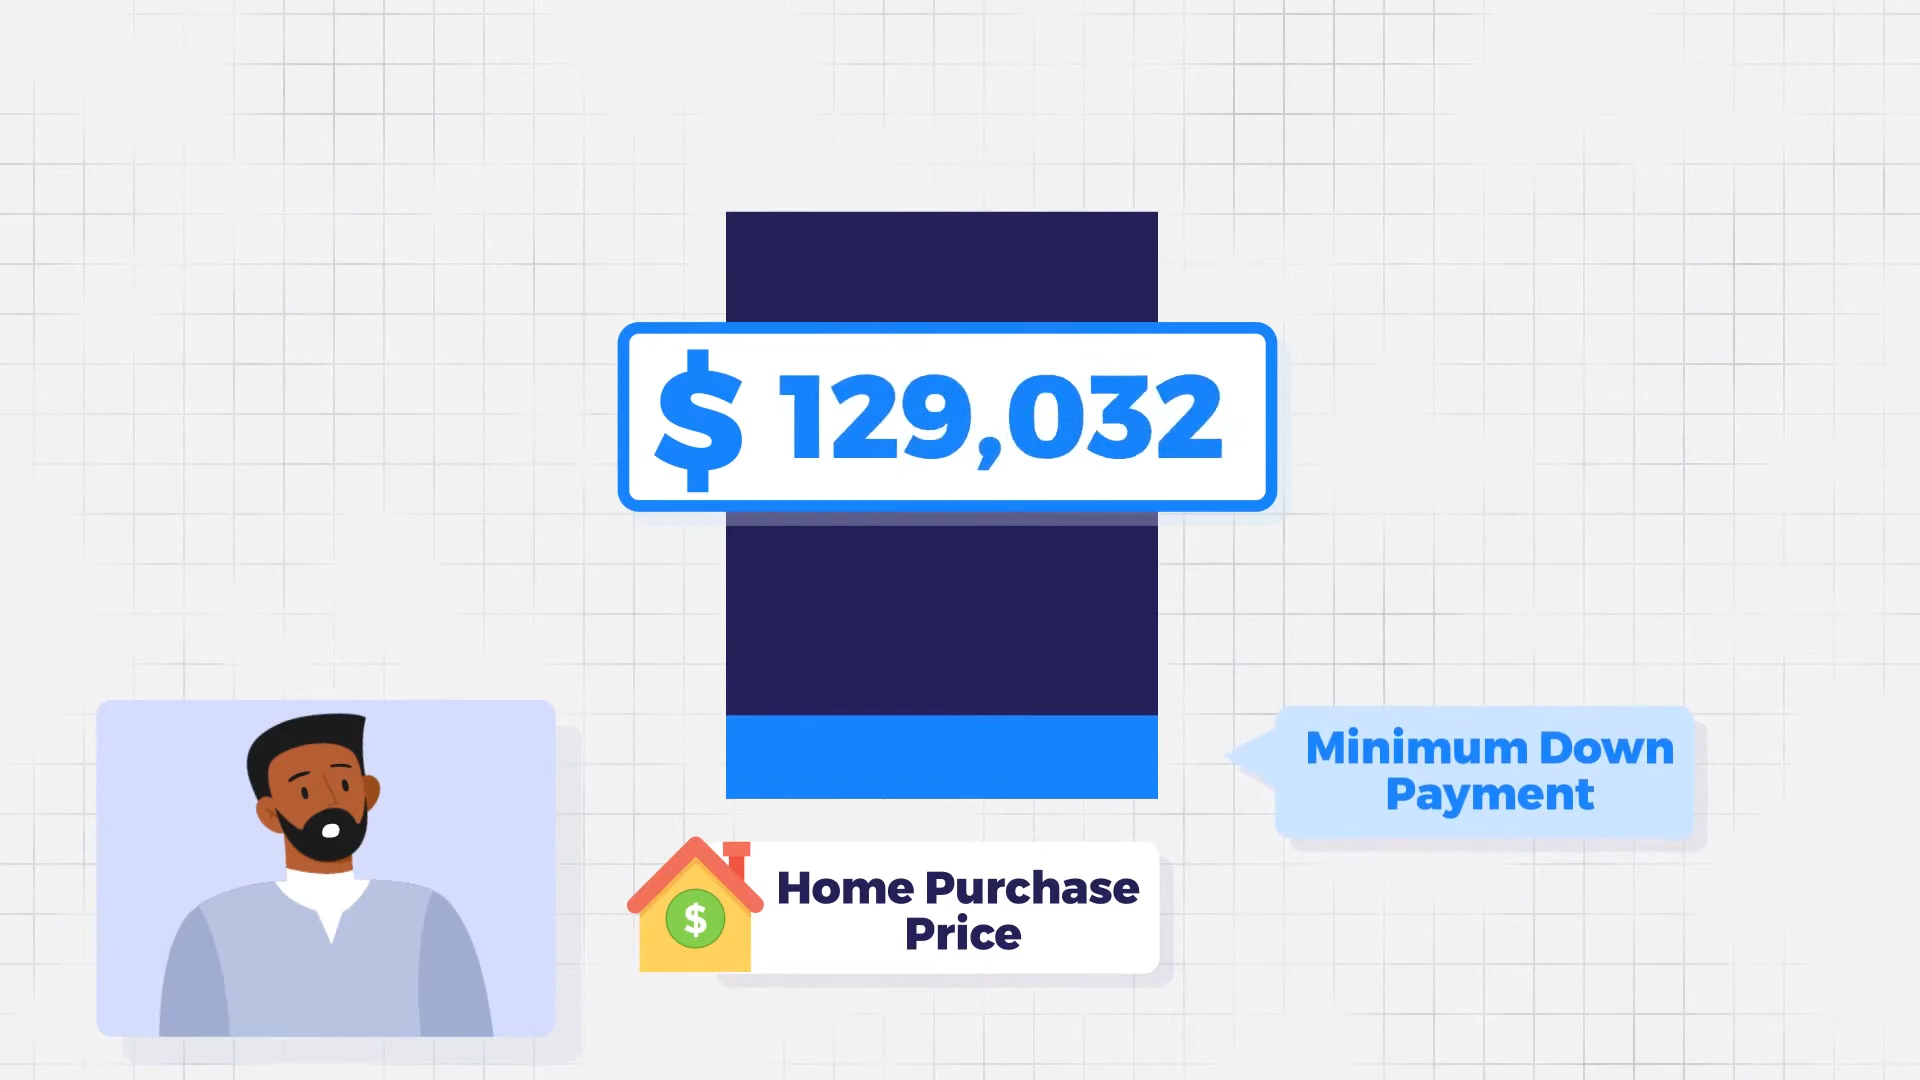 $ 129,032
Minimum Down
Payment
$
Home Purchase
Price